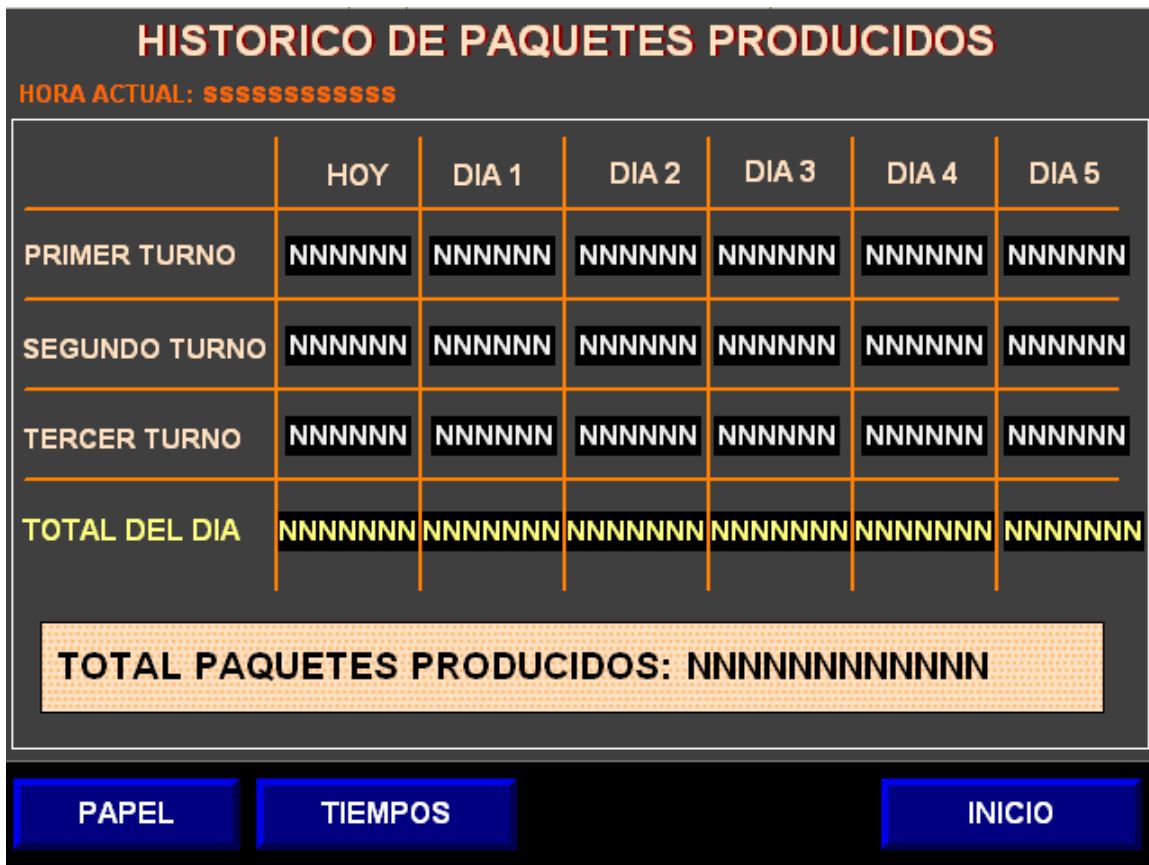 HISTORICO DE PAQUETES PRODUCIDOS
HORA ACTUAL: ssssssssssss
HOY DIA 1 DIA 2 DIA 3 DIA 4 DIA 5
PRIMER TURNO NNNNNN NNNNNN NNNNNN NNNNNN NNNNNN NNNNNN
SEGUNDO TURNO NNNNNN NNNNNN NNNNNN NNNNNN NNNNNN NNNNNN
TERCER TURNO NNNNNN NNNNNN NNNNNN NNNNNN NNNNNN NNNNNN
TOTAL DEL DIA NNNNNNN NNNNNNN NNNNNNN NNNNNNN NNNNNNN NNNNNNN
TOTAL PAQUETES PRODUCIDOS: NNNNNNNNNNNN
PAPEL TIEMPOS INICIO